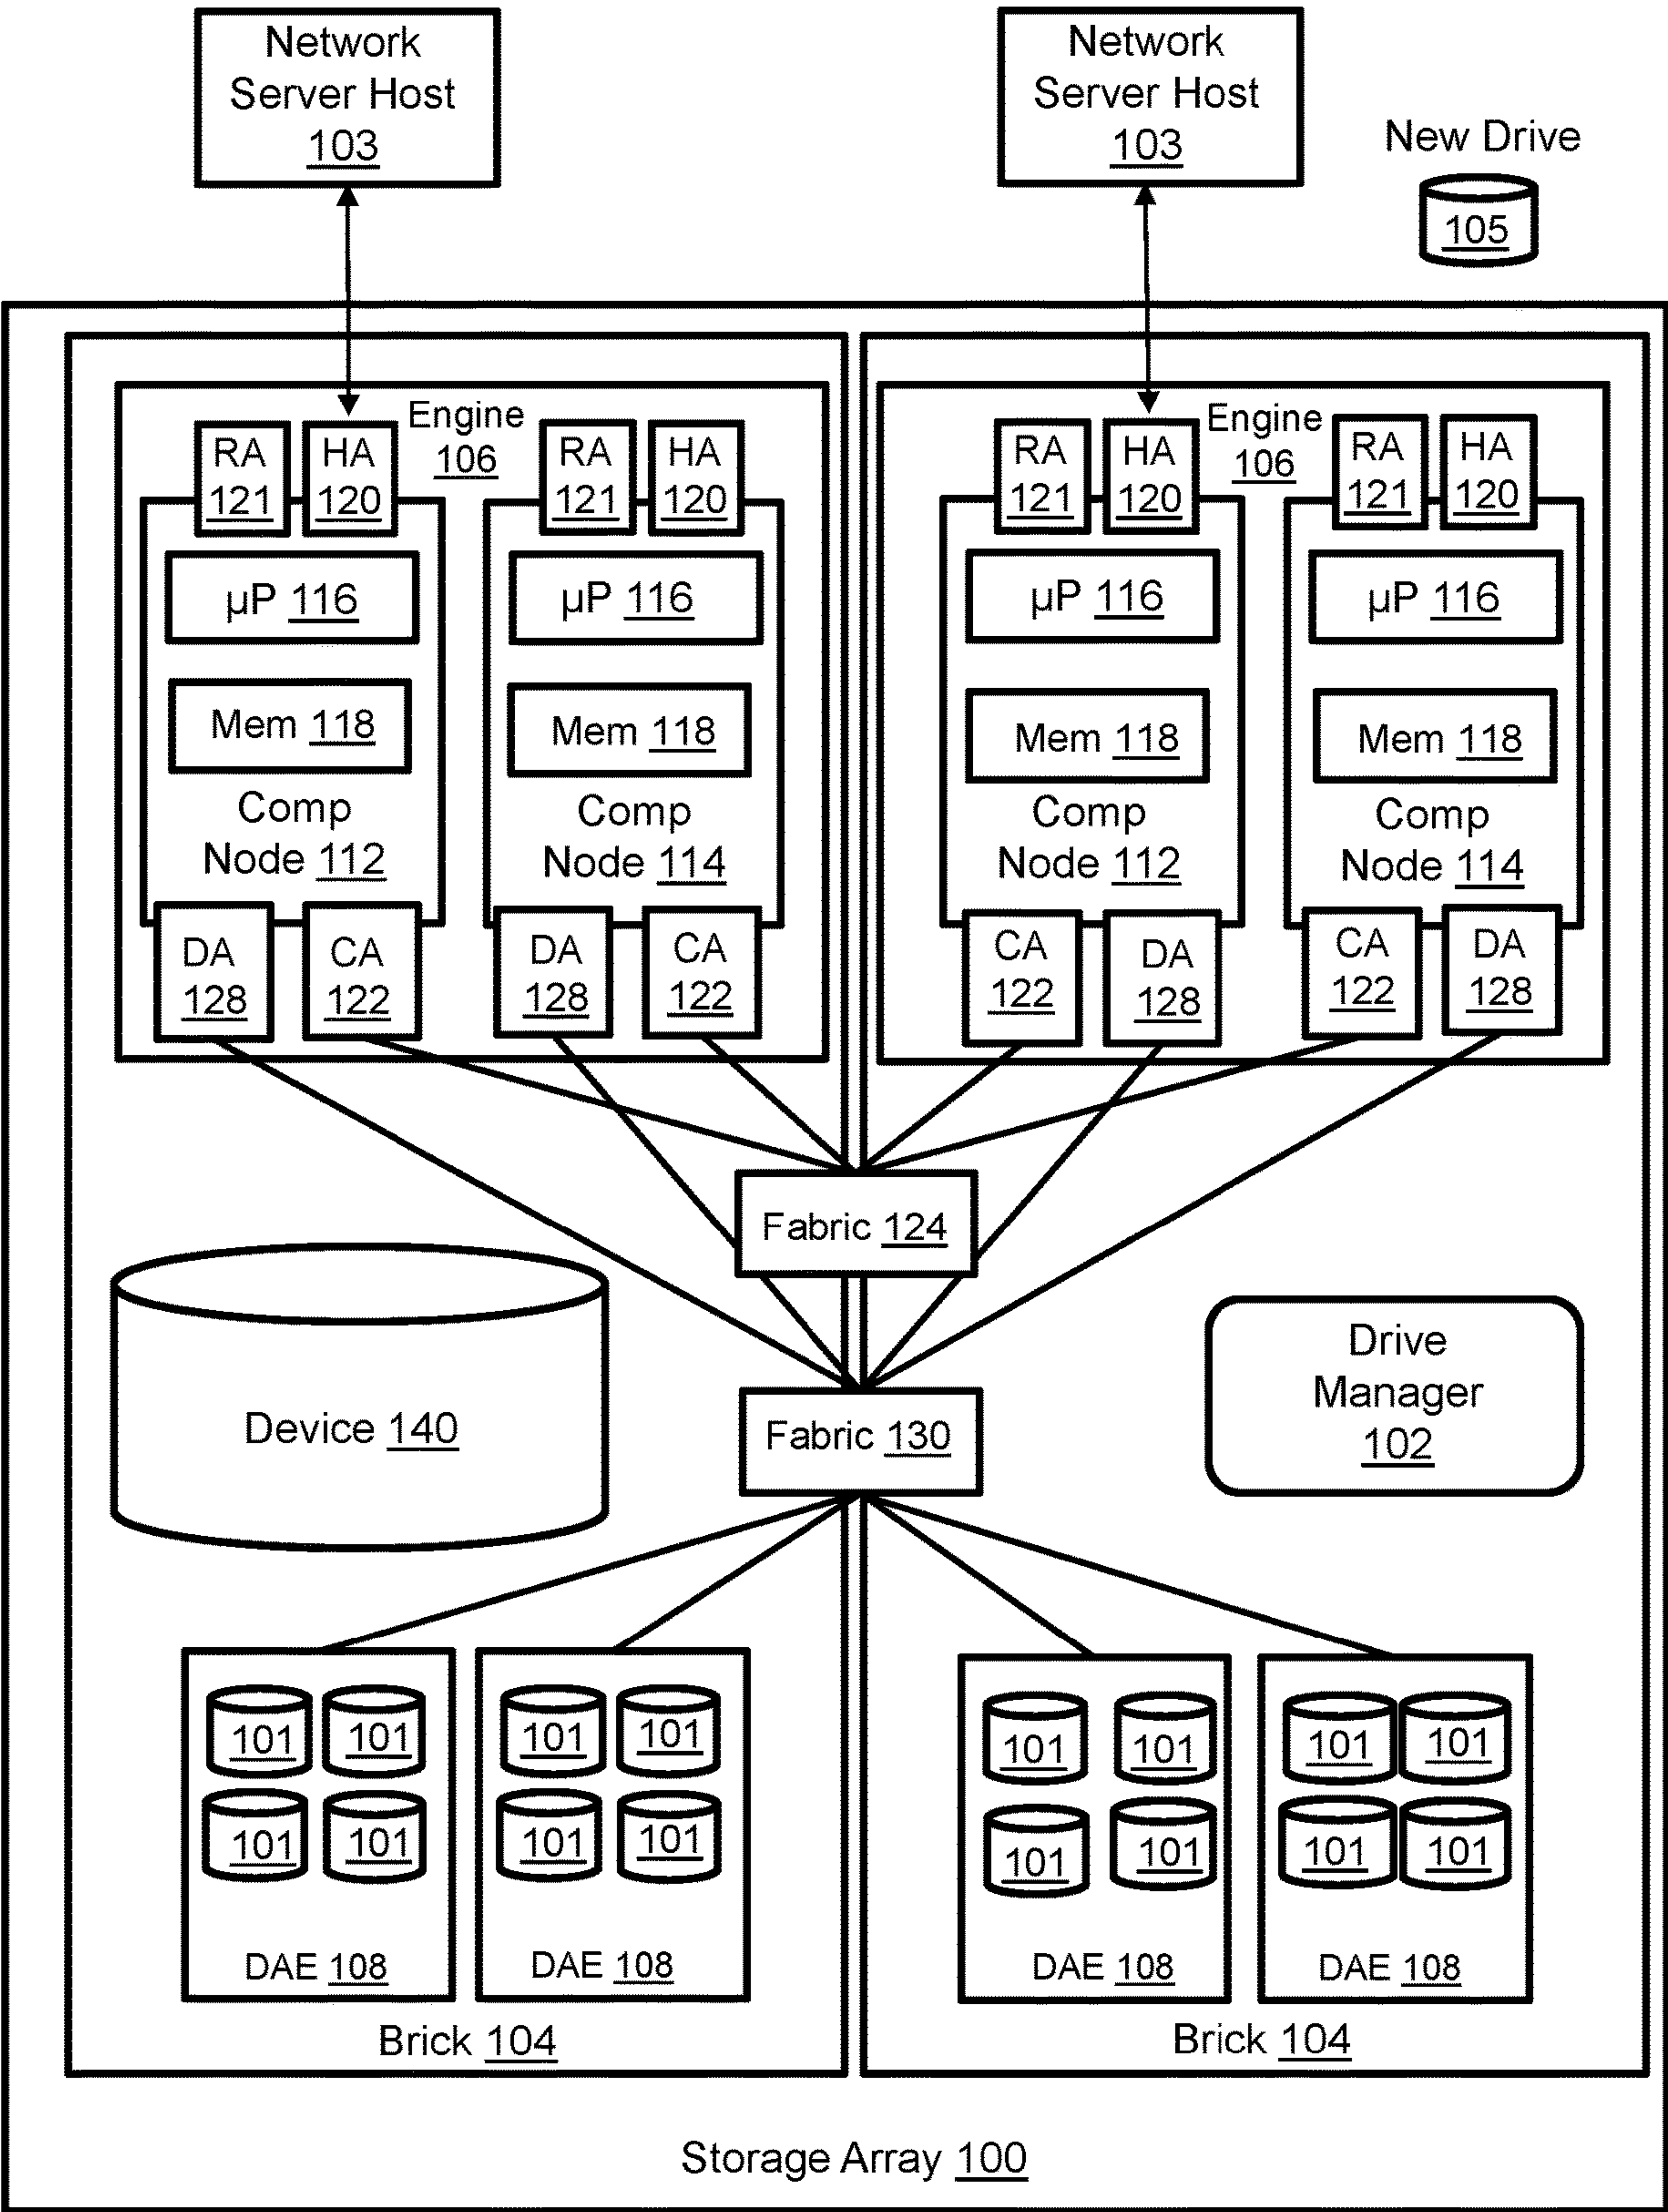 Network
Server Host
103
Network
Server Host
103
New Drive
105
RA
121
HA
120
Engine
106
RA
121
HA
120
RA
121
HA
120
Engine
106
RA
121
HA
120
µP 116
µP 116
µP 116
µP 116
Mem 118
Mem 118
Mem 118
Mem 118
Comp
Node 112
Comp
Node 114
Comp
Node 112
Comp
Node 114
DA
128
CA
122
DA
128
CA
122
CA
122
DA
128
CA
122
DA
128
Fabric 124
Device 140
Fabric 130
Drive
Manager
102
101 101
101 101
DAE 108
101 101
101 101
DAE 108
101 101
101 101
DAE 108
101 101
101 101
DAE 108
Brick 104
Brick 104
Storage Array 100